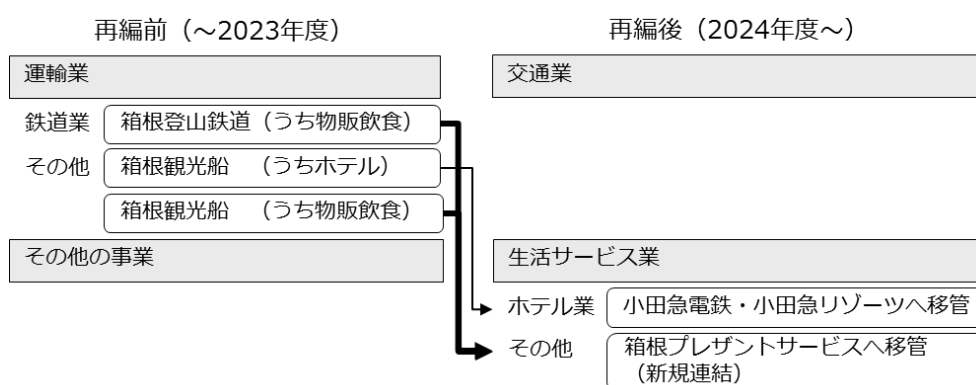 再編前（～2023年度）
再編後（2024年度～）
運輸業
交通業
鉄道業 箱根登山鉄道（うち物販飲食）
その他 箱根観光船 （うちホテル）
箱根観光船 （うち物販飲食）
その他の事業
生活サービス業
ホテル業 小田急電鉄・小田急リゾーツへ移管
その他 箱根プレザントサービスへ移管
（新規連結）